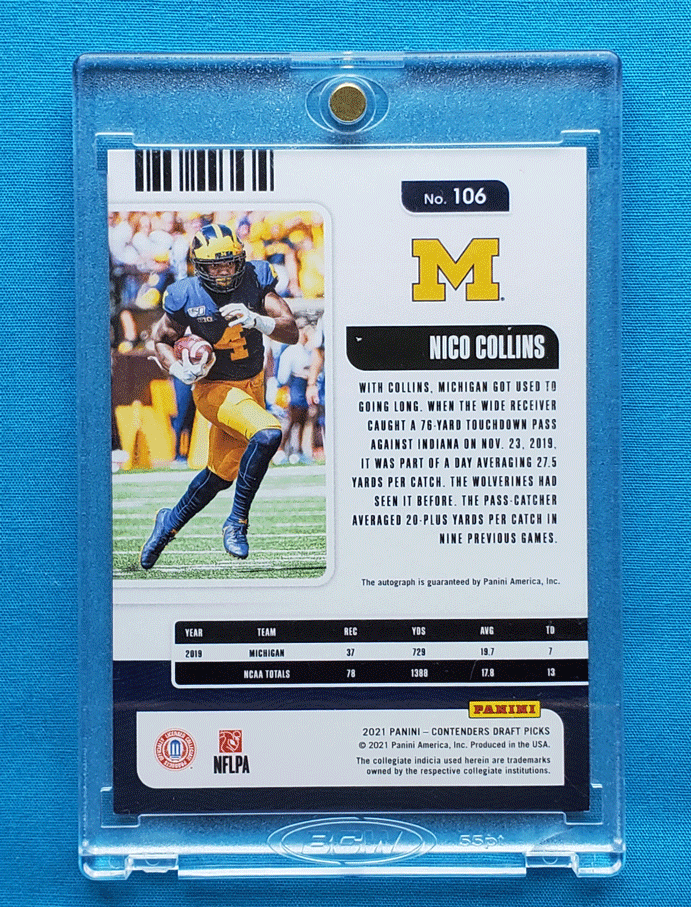 No. 106
M
NICO COLLINS
WITH COLLINS, MICHIGAN GOT USED TO
GOING LONG. WHEN THE WIDE RECEIVER
CAUGHT A 76-YARD TOUCHDOWN PASS
AGAINST INDIANA ON NOV. 23, 2019,
IT WAS PART OF A DAY AVERAGING 27.5
YARDS PER CATCH. THE WOLVERINES HAD
SEEN IT BEFORE. THE PASS-CATCHER
AVERAGED 20-PLUS YARDS PER CATCH IN
NINE PREVIOUS GAMES.
4
The autograph is guaranteed by Panini America, Inc.
YEAR TEAM REC YDS AVG TD
2019 MICHIGAN 37 729 19.7 7
NCAA TOTALS 78 1388 17.8 13
PANINI
2021 PANINI – CONTENDERS DRAFT PICKS
© 2021 Panini America, Inc. Produced in the USA.
The collegiate indicia used herein are trademarks
owned by the respective collegiate institutions.
NFLPA
BCW 55pt